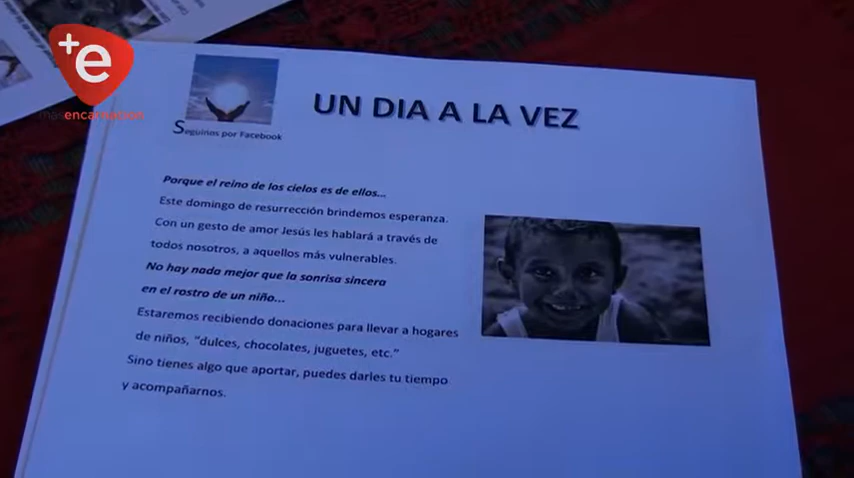 +e
más encarnación
UN DIA A LA VEZ
Seguirlos por Facebook
Porque el reino de los cielos es de ellos...
Este domingo de resurrección brindemos esperanza.
Con un gesto de amor Jesús les hablará a través de
todos nosotros, a aquellos más vulnerables.
No hay nada mejor que la sonrisa sincera
en el rostro de un niño...
Estaremos recibiendo donaciones para llevar a hogares
de niños, "dulces, chocolates, juguetes, etc."
Sino tienes algo que aportar, puedes darles tu tiempo
y acompañarnos.